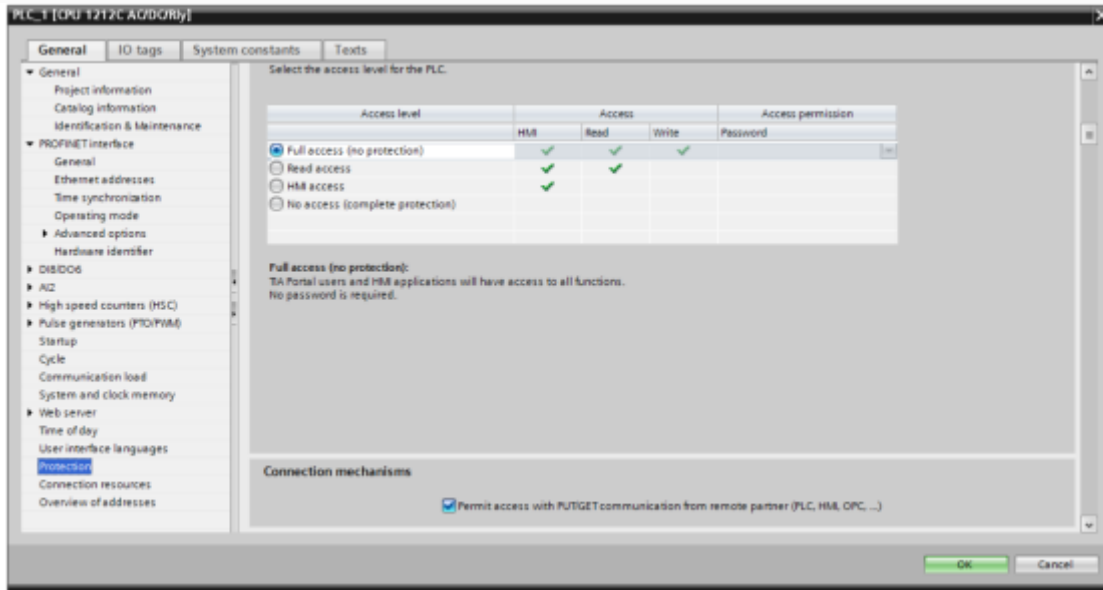 PLC_1 [CPU 1212C AC/DC/Rly]
General IO tags System constants Texts
General
Project information
Catalog information
Identification & Maintenance
PROFINET interface
General
Ethernet addresses
Time synchronization
Operating mode
Advanced options
Hardware identifier
DI8/DO6
AI2
High speed counters (HSC)
Pulse generators (PTO/PWM)
Startup
Cycle
Communication load
System and clock memory
Web server
Time of day
User interface languages
Protection
Connection resources
Overview of addresses
Select the access level for the PLC.
Access level Access Access permission
HMI Read Write Password
Full access (no protection)
Read access
HMI access
No access (complete protection)
Full access (no protection):
TIA Portal users and HMI applications will have access to all functions.
No password is required.
Connection mechanisms
Permit access with PUT/GET communication from remote partner (PLC, HMI, OPC, ...)
OK Cancel